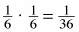 1/6 · 1/6 = 1/36